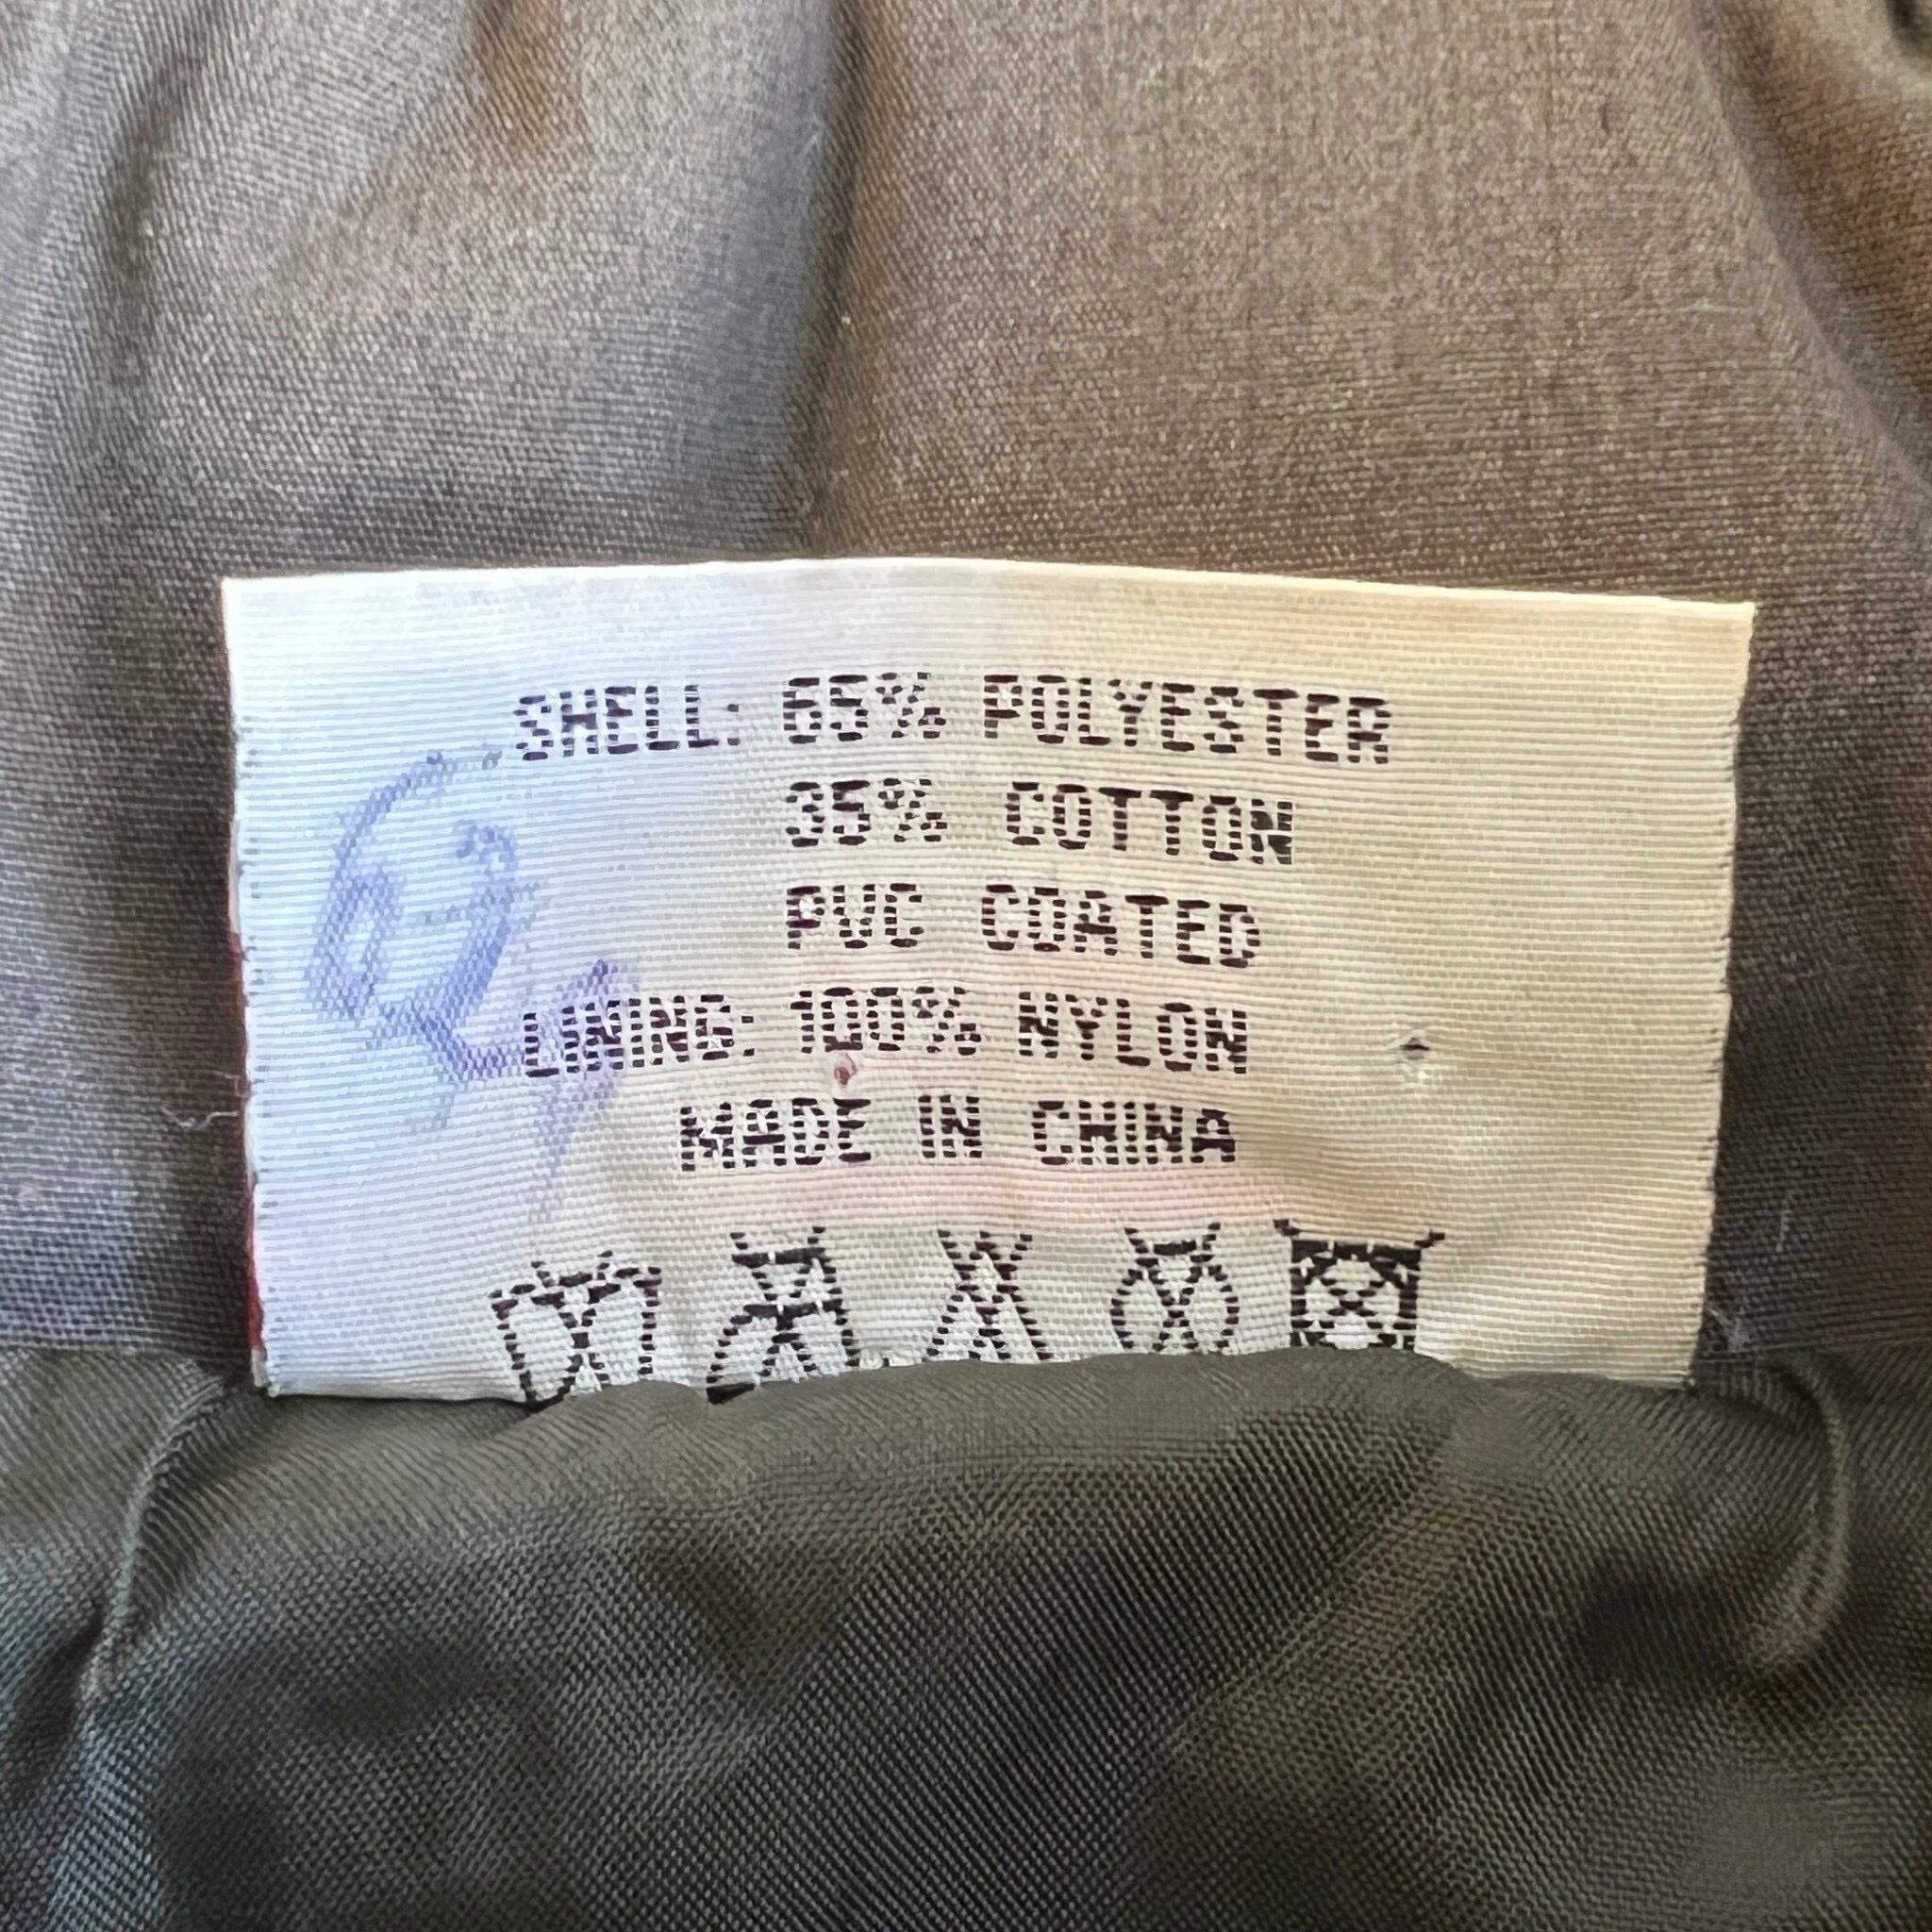 SHELL: 65% POLYESTER
35% COTTON
PVC COATED
LINING: 100% NYLON
MADE IN CHINA